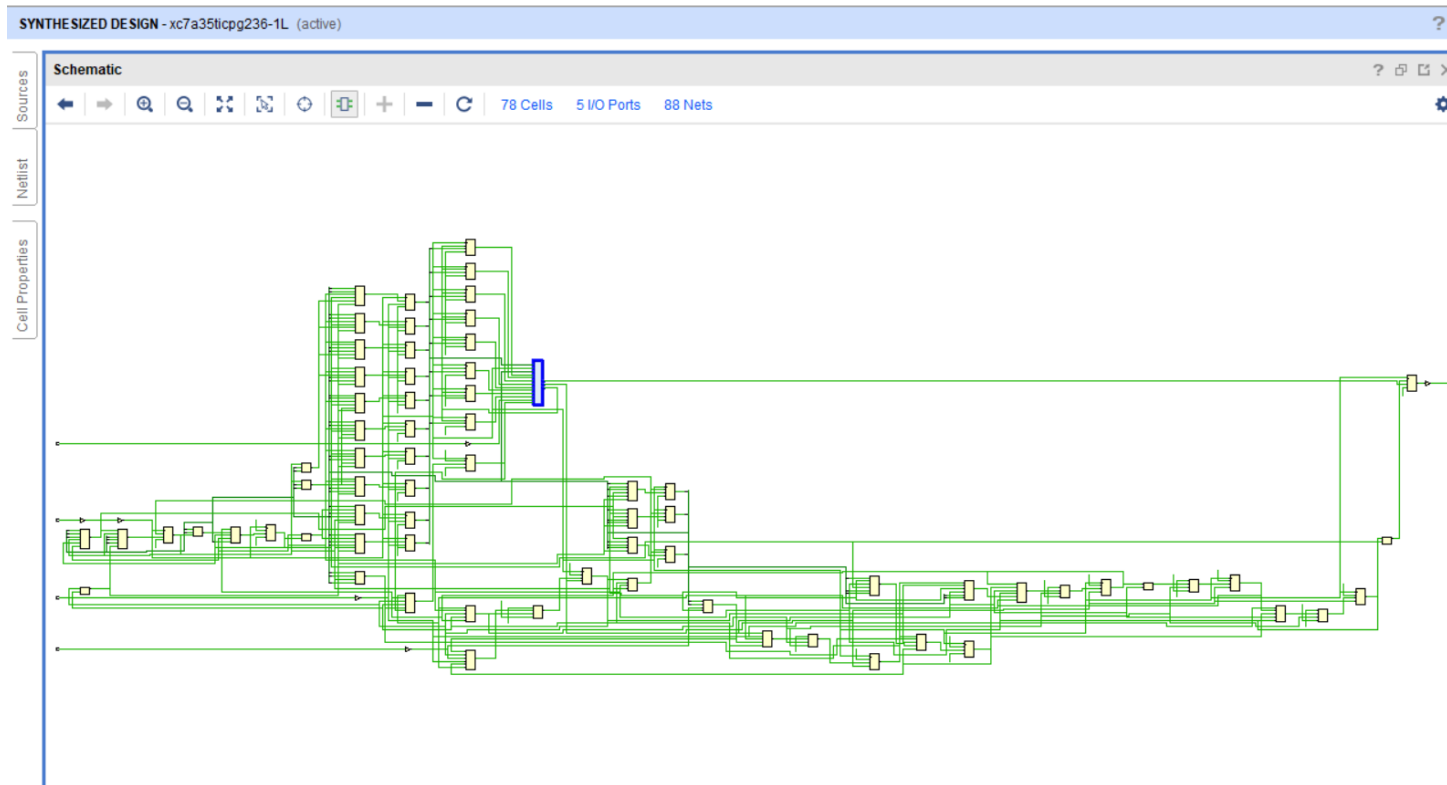 SYNTHESIZED DESIGN - xc7a35ticpg236-1L (active) ?
Sources
Netlist
Cell Properties
Schematic ?
78 Cells 5 I/O Ports 88 Nets